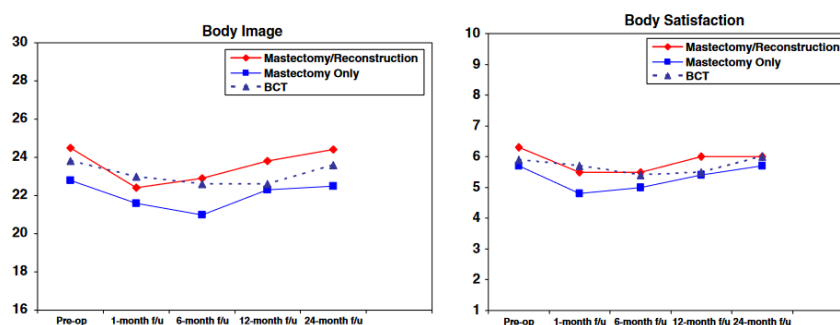 Body Image
30
28
26
24
22
20
18
16
Mastectomy/Reconstruction
Mastectomy Only
BCT
Pre-op 1-month f/u 6-month f/u 12-month f/u 24-month f/u
Body Satisfaction
10
9
8
7
6
5
4
3
2
1
Mastectomy/Reconstruction
Mastectomy Only
BCT
Pre-op 1-month f/u 6-month f/u 12-month f/u 24-month f/u